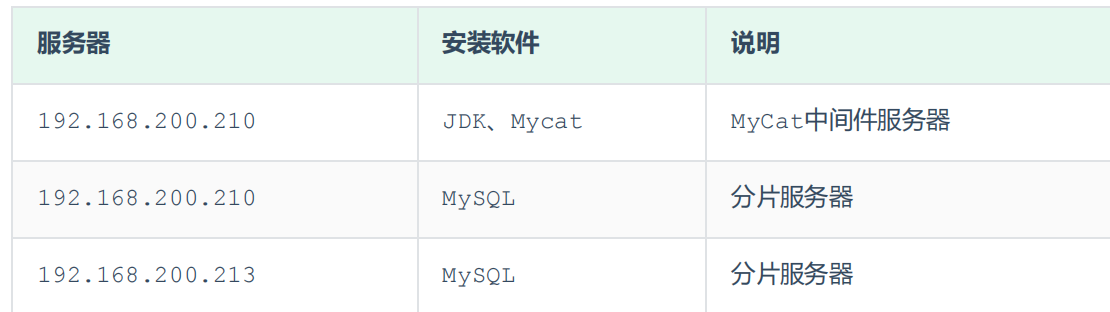 服务器 安装软件 说明
192.168.200.210 JDK、Mycat MyCat中间件服务器
192.168.200.210 MySQL 分片服务器
192.168.200.213 MySQL 分片服务器